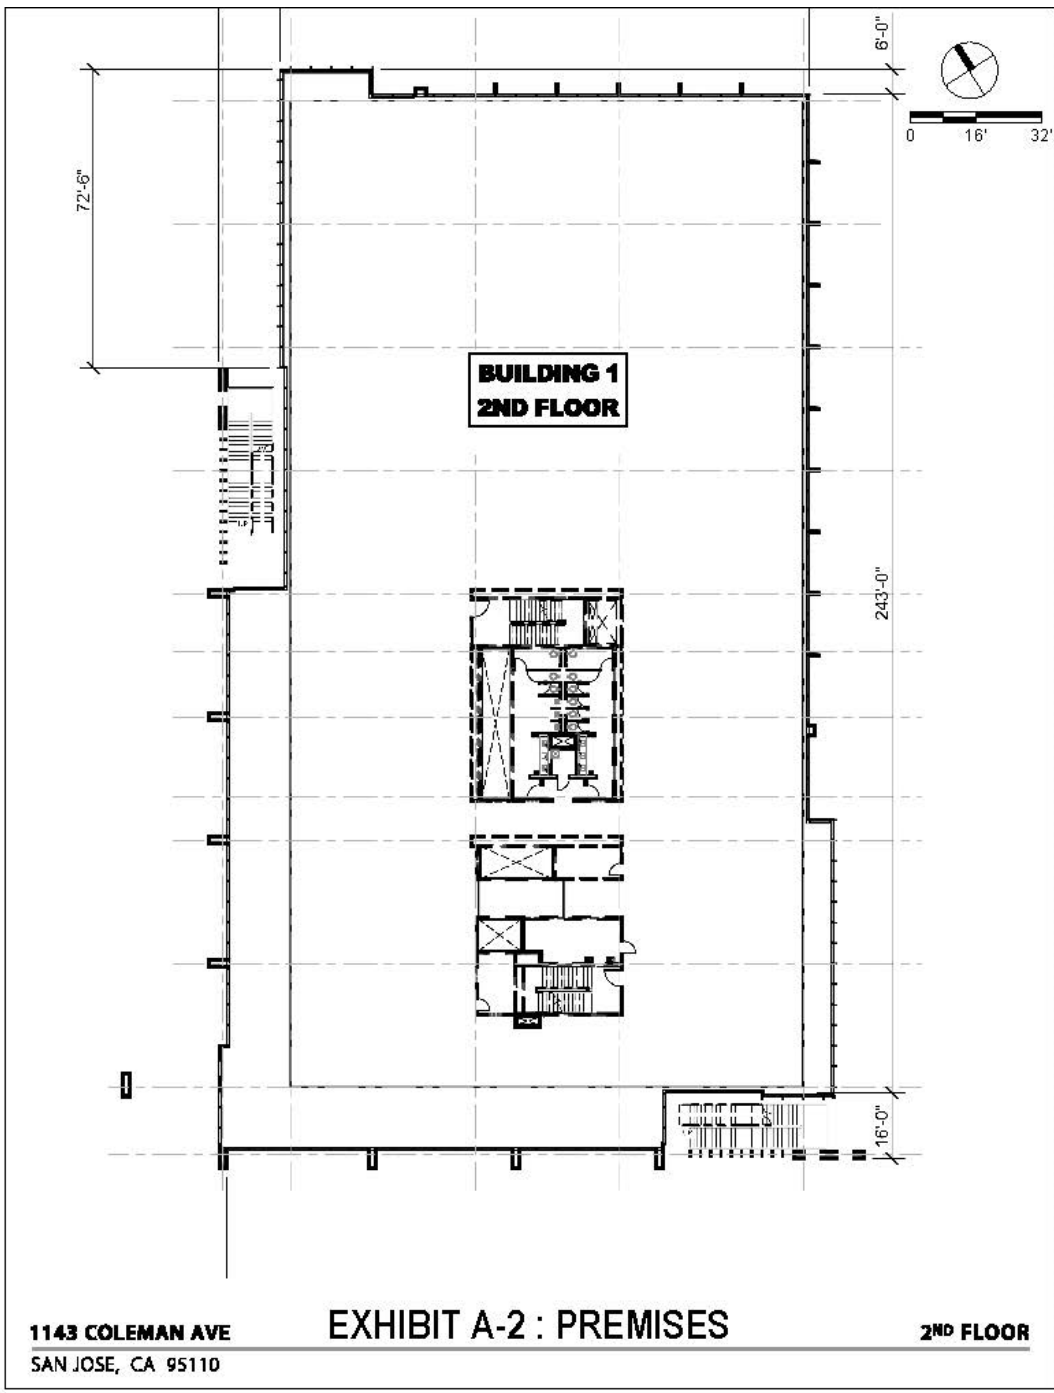 6'-0"
0 16' 32'
72'-6"
BUILDING 1
2ND FLOOR
UP
243'-0"
16'-0"
EXHIBIT A-2 : PREMISES
1143 COLEMAN AVE
2ND FLOOR
SAN JOSE, CA 95110